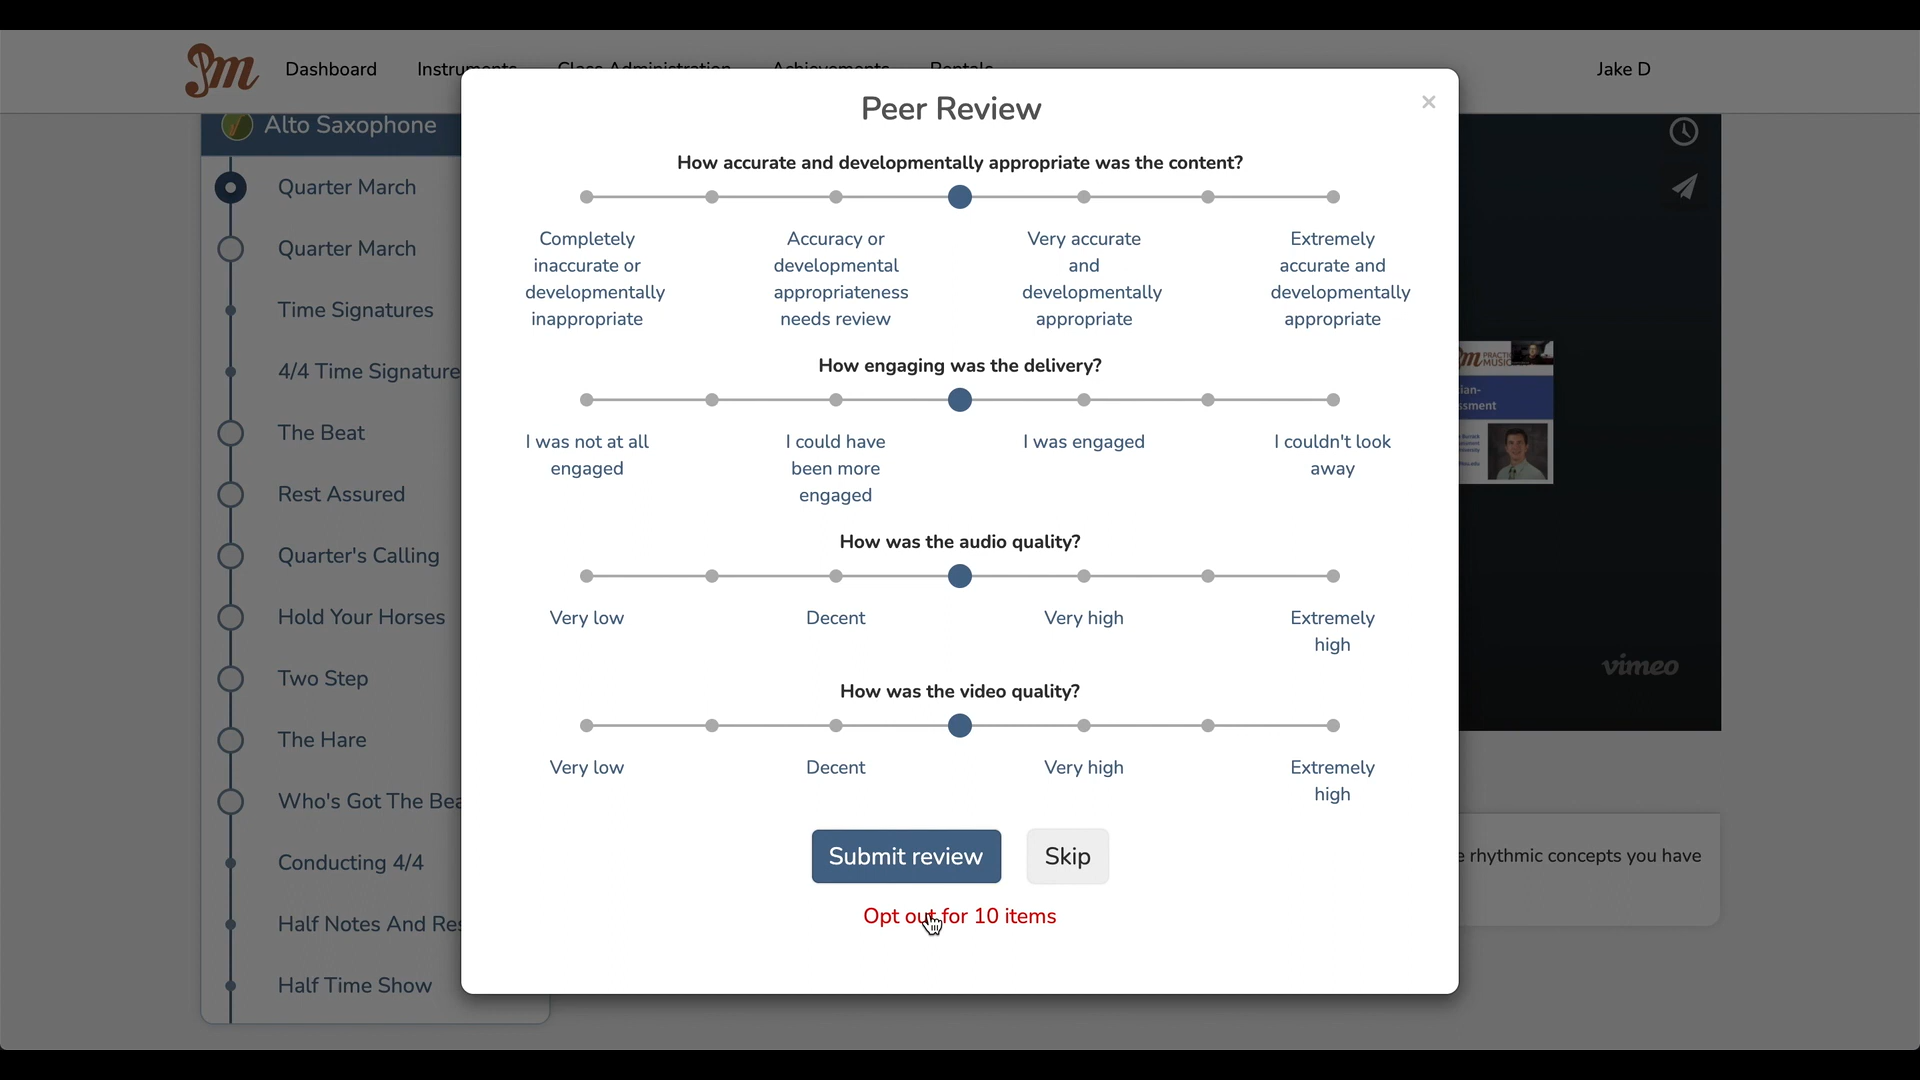 Dashboard
Instruments
Class Administration
Achievements
Rentals
Jake D
Alto Saxophone
Quarter March
Quarter March
Time Signatures
4/4 Time Signature
The Beat
Rest Assured
Quarter's Calling
Hold Your Horses
Two Step
The Hare
Who's Got The Bea
Conducting 4/4
Half Notes And Res
Half Time Show
Peer Review
×
How accurate and developmentally appropriate was the content?
Completely
inaccurate or
developmentally
inappropriate
Accuracy or
developmental
appropriateness
needs review
Very accurate
and
developmentally
appropriate
Extremely
accurate and
developmentally
appropriate
How engaging was the delivery?
I was not at all
engaged
I could have
been more
engaged
I was engaged
I couldn't look
away
How was the audio quality?
Very low
Decent
Very high
Extremely
high
How was the video quality?
Very low
Decent
Very high
Extremely
high
Submit review
Skip
Opt out for 10 items
vimeo
e rhythmic concepts you have